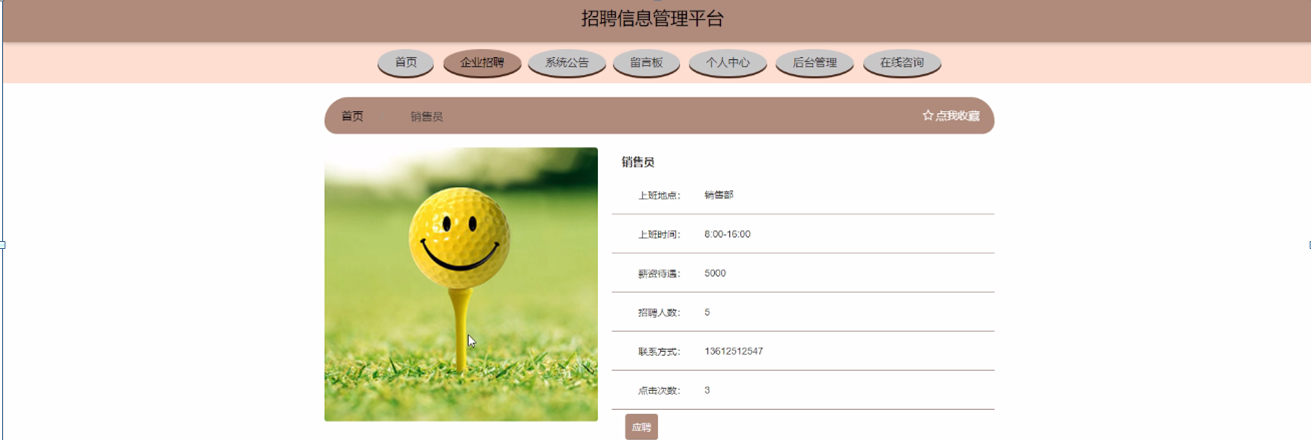 招聘信息管理平台
首页 企业招聘 系统公告 留言板 个人中心 后台管理 在线咨询
首页 销售员 ☆ 点我收藏
销售员
上班地点： 销售部
上班时间： 8:00-16:00
薪资待遇： 5000
招聘人数： 5
联系方式： 13612512547
点击次数： 3
应聘